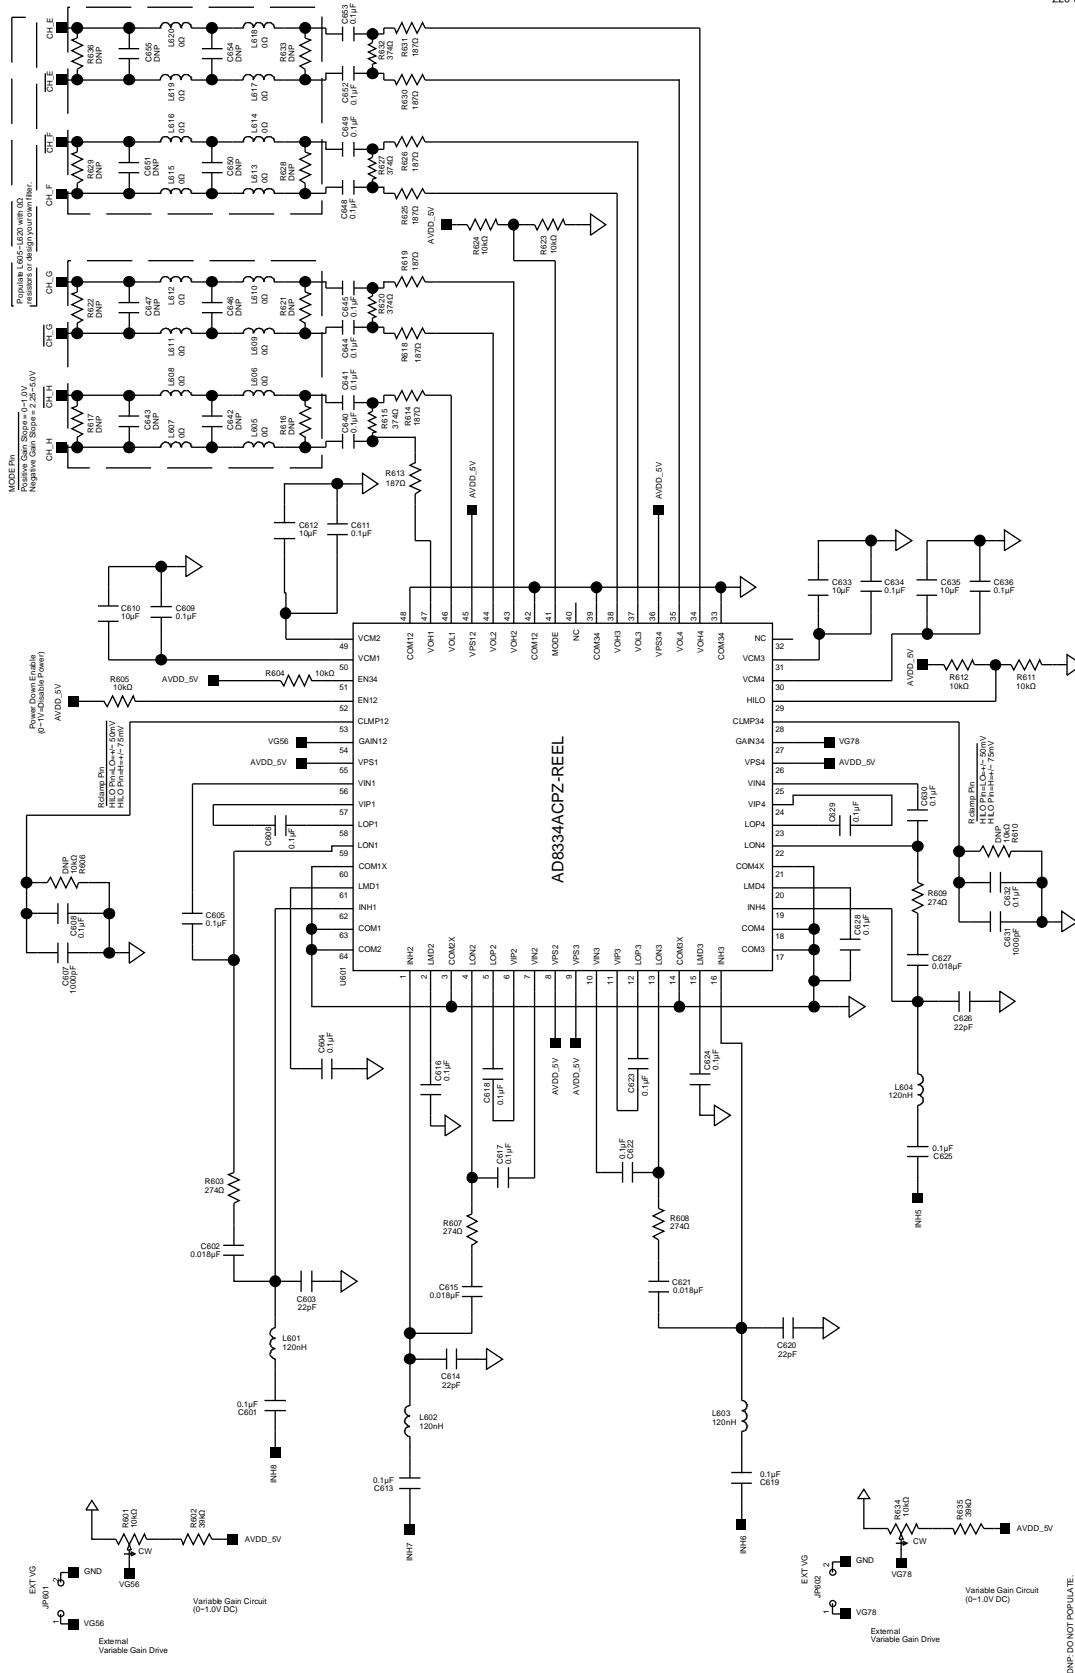 CH_E
R636
DNP
C655
DNP
L620
0Ω
C654
DNP
L618
0Ω
R633
DNP
C653
0.1µF
R632
374Ω
R631
187Ω
CH_E
L619
0Ω
L617
0Ω
C652
0.1µF
R630
187Ω
CH_F
R629
DNP
C651
DNP
L616
0Ω
L615
0Ω
C650
DNP
L614
0Ω
L613
0Ω
R628
DNP
C649
0.1µF
R627
374Ω
R626
187Ω
CH_F
C648
0.1µF
R625
187Ω
Populate L605–L620 with 0Ω
resistors or design your own filter.
AVDD_5V
R624
10kΩ
R623
10kΩ
CH_G
R622
DNP
C647
DNP
L612
0Ω
C646
DNP
L610
0Ω
R621
DNP
C645
0.1µF
R620
374Ω
R619
187Ω
CH_G
L611
0Ω
L609
0Ω
C644
0.1µF
R618
187Ω
CH_H
R617
DNP
C643
DNP
L608
0Ω
L607
0Ω
C642
DNP
L606
0Ω
L605
0Ω
R616
DNP
C641
0.1µF
C640
0.1µF
R615
374Ω
R614
187Ω
CH_H
R613
187Ω
MODE Pin
Positive Gain Slope = 0–1.0V
Negative Gain Slope = 2.25–5.0V
AVDD_5V
AVDD_5V
C612
10µF
C611
0.1µF
C610
10µF
C609
0.1µF
C633
10µF
C634
0.1µF
C635
10µF
C636
0.1µF
48
47
46
45
44
43
42
41
40
39
38
37
36
35
34
33
COM12
VOH1
VOL1
VPS12
VOL2
VOH2
COM12
MODE
NC
COM34
VOH3
VOL3
VPS34
VOL4
VOH4
COM34
VCM2
49
VCM1
50
EN34
51
EN12
52
CLMP12
53
GAIN12
54
VPS1
55
VIN1
56
VIP1
57
LOP1
58
LON1
59
COM1X
60
LMD1
61
INH1
62
COM1
63
COM2
64
U601
NC
32
VCM3
31
VCM4
30
HILO
29
CLMP34
28
GAIN34
27
VPS4
26
VIN4
25
VIP4
24
LOP4
23
LON4
22
COM4X
21
LMD4
20
INH4
19
COM4
18
COM3
17
AD8334ACPZ-REEL
INH2
LMD2
COM2X
LON2
LOP2
VIP2
VIN2
VPS2
VPS3
VIN3
VIP3
LOP3
LON3
COM3X
LMD3
INH3
1
2
3
4
5
6
7
8
9
10
11
12
13
14
15
16
Power Down Enable
(0–1V=Disable Power)
AVDD_5V
R605
10kΩ
AVDD_5V
R604
10kΩ
VG56
AVDD_5V
Rclamp Pin
HILO Pin=LO=+/– 50mV
HILO Pin=H=+/– 75mV
DNP
10kΩ
R606
C608
0.1µF
C607
1000pF
C606
0.1µF
C605
0.1µF
C604
0.1µF
R603
274Ω
C602
0.018µF
C603
22pF
L601
120nH
0.1µF
C601
INH8
C616
0.1µF
C618
0.1µF
C617
0.1µF
R607
274Ω
C615
0.018µF
C614
22pF
L602
120nH
0.1µF
C613
INH7
AVDD_5V
AVDD_5V
0.1µF
C622
C623
0.1µF
C624
0.1µF
R608
274Ω
C621
0.018µF
C620
22pF
L603
120nH
0.1µF
C619
INH6
AVDD_5V
R612
10kΩ
R611
10kΩ
VG78
AVDD_5V
C629
0.1µF
C630
0.1µF
Rclamp Pin
HILO Pin=LO=+/– 50mV
HILO Pin=H=+/– 75mV
DNP
10kΩ
R610
C632
0.1µF
C631
1000pF
R609
274Ω
C628
0.1µF
C627
0.018µF
C626
22pF
L604
120nH
0.1µF
C625
INH5
R601
10kΩ
R602
39kΩ
AVDD_5V
CW
VG56
EXT VG
JP601
2
GND
1
VG56
Variable Gain Circuit
(0–1.0V DC)
External
Variable Gain Drive
R634
10kΩ
R635
39kΩ
AVDD_5V
CW
VG78
EXT VG
JP602
2
GND
1
VG78
Variable Gain Circuit
(0–1.0V DC)
External
Variable Gain Drive
DNP: DO NOT POPULATE.